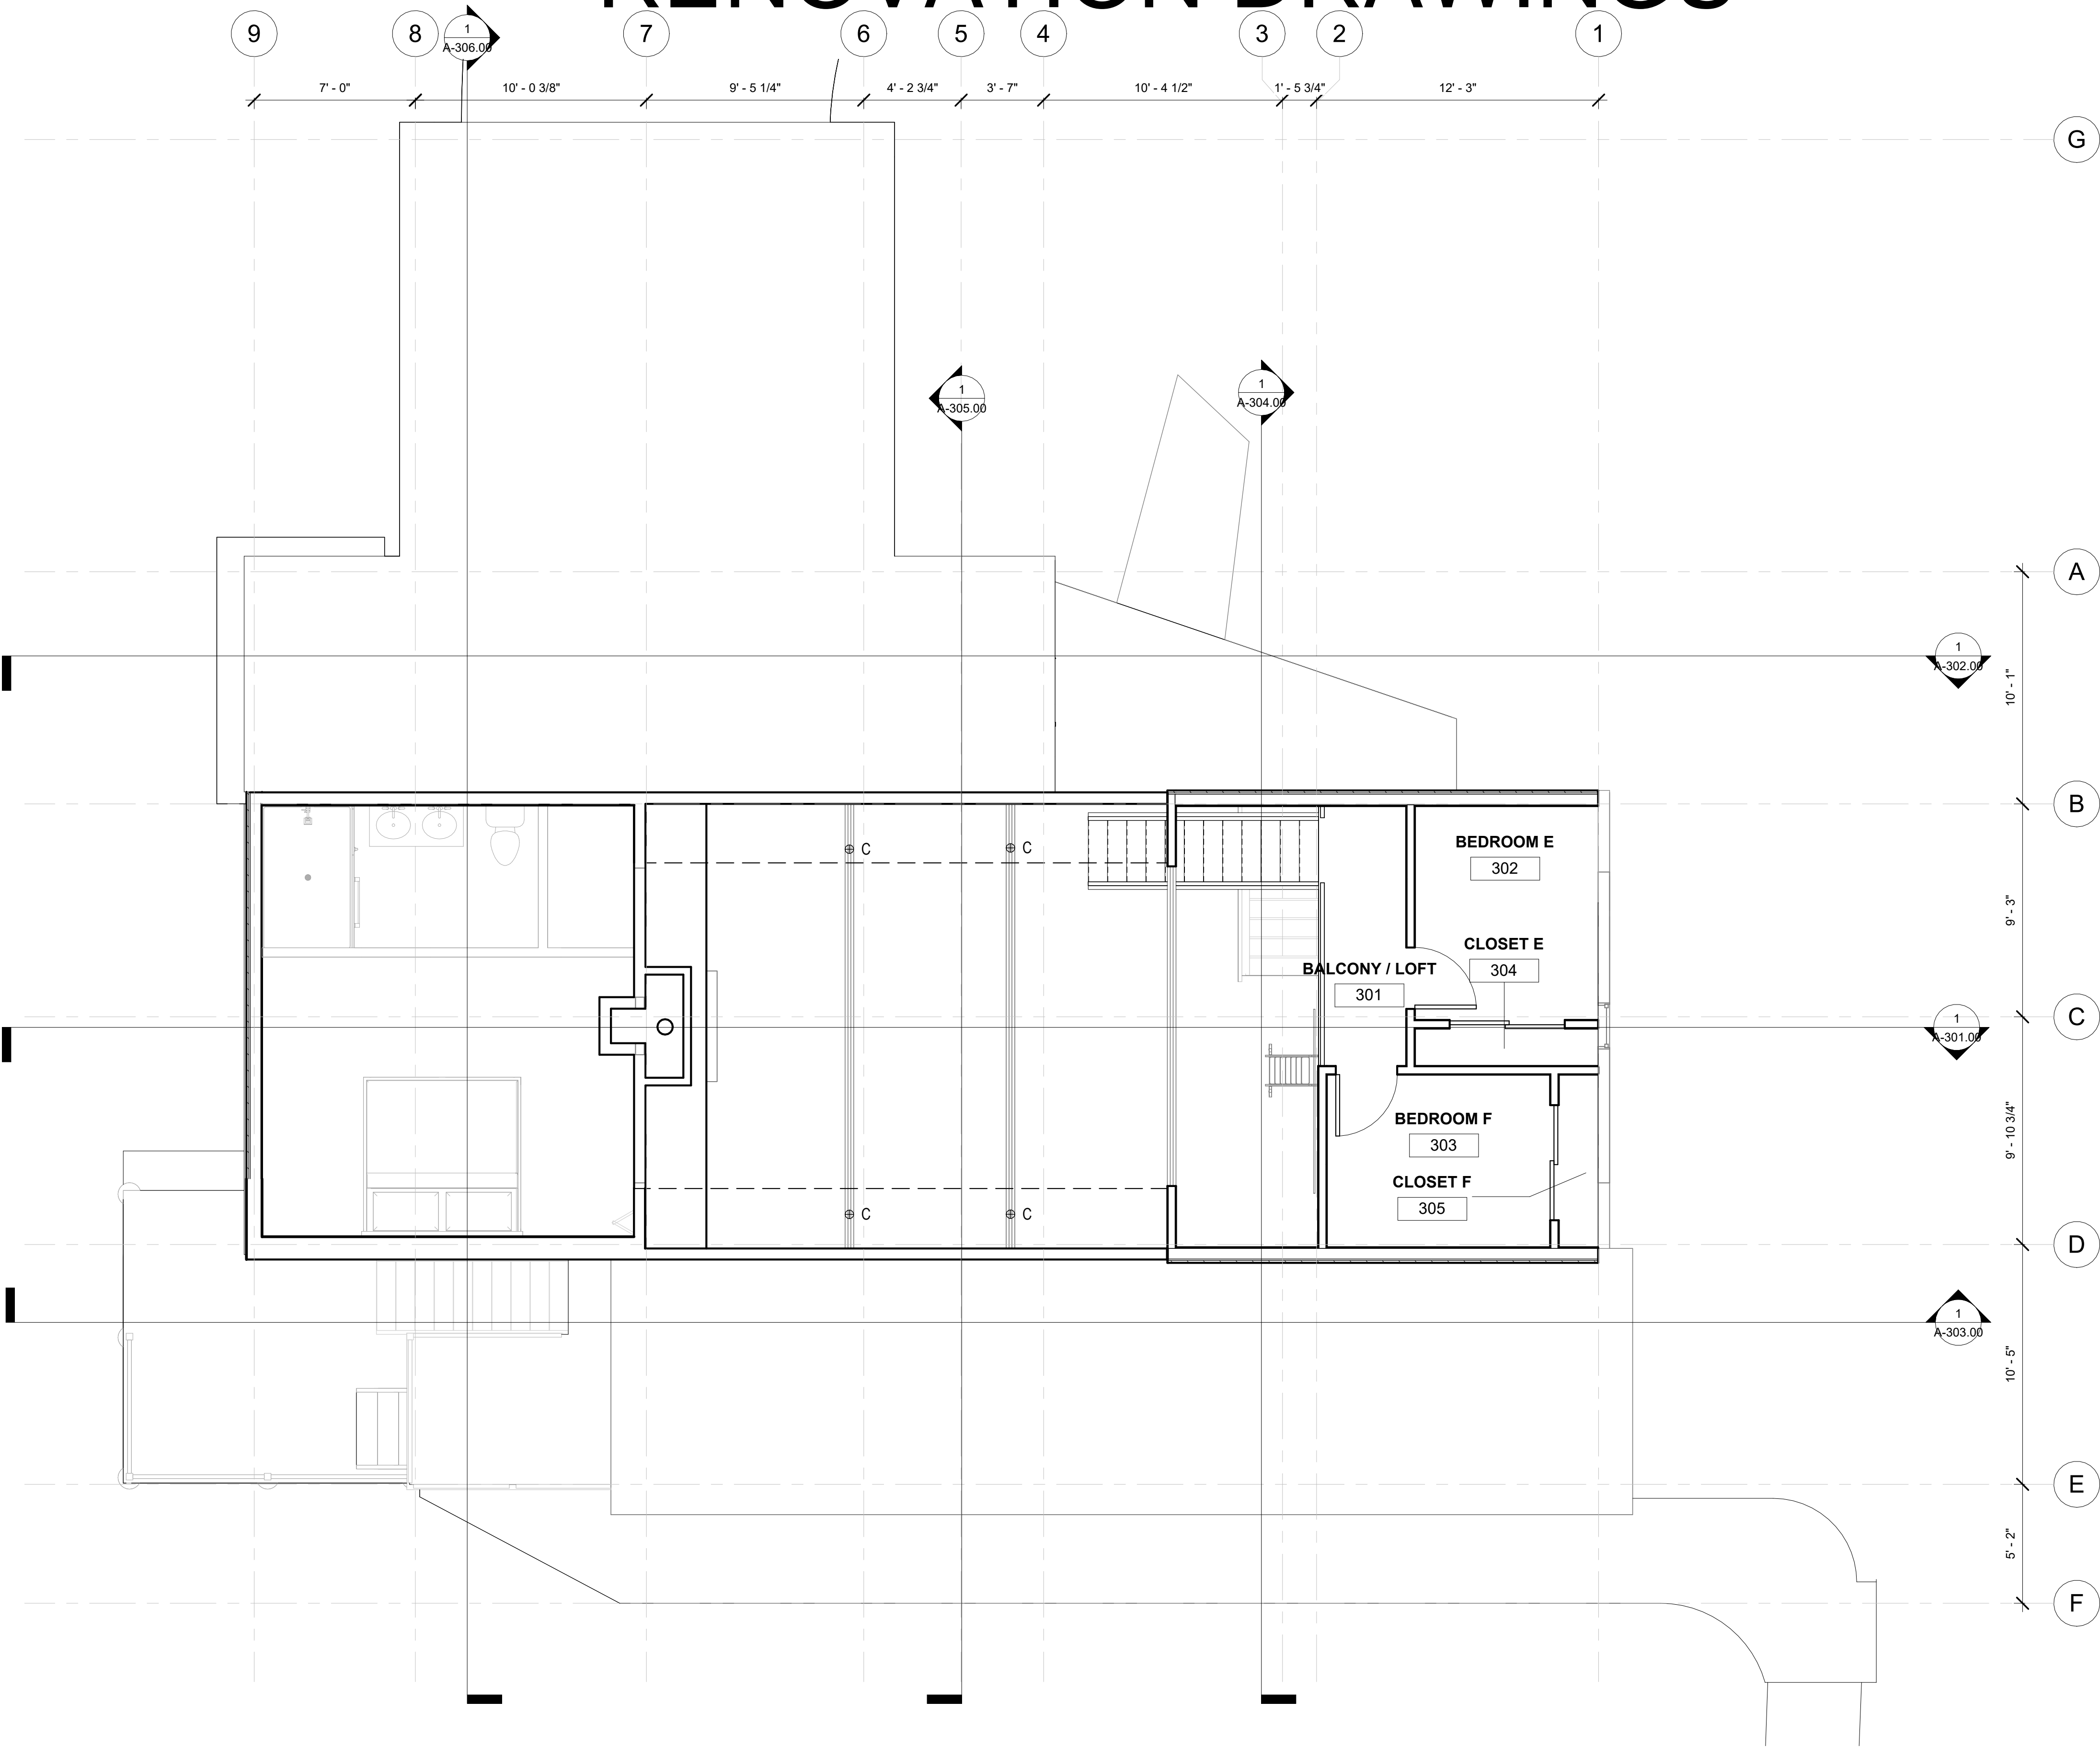 RENOVATION DRAWINGS
9 8 7 6 5 4 3 2 1
1
A-306.00
7' - 0" 10' - 0 3/8" 9' - 5 1/4" 4' - 2 3/4" 3' - 7" 10' - 4 1/2" 1' - 5 3/4" 12' - 3"
G
1
A-305.00
1
A-304.00
A
1
A-302.00
10' - 1"
B
BEDROOM E
302
C C
9' - 3"
CLOSET E
304
BALCONY / LOFT
301
C
1
A-301.00
BEDROOM F
303
9' - 10 3/4"
CLOSET F
305
C C
D
1
A-303.00
10' - 5"
E
5' - 2"
F